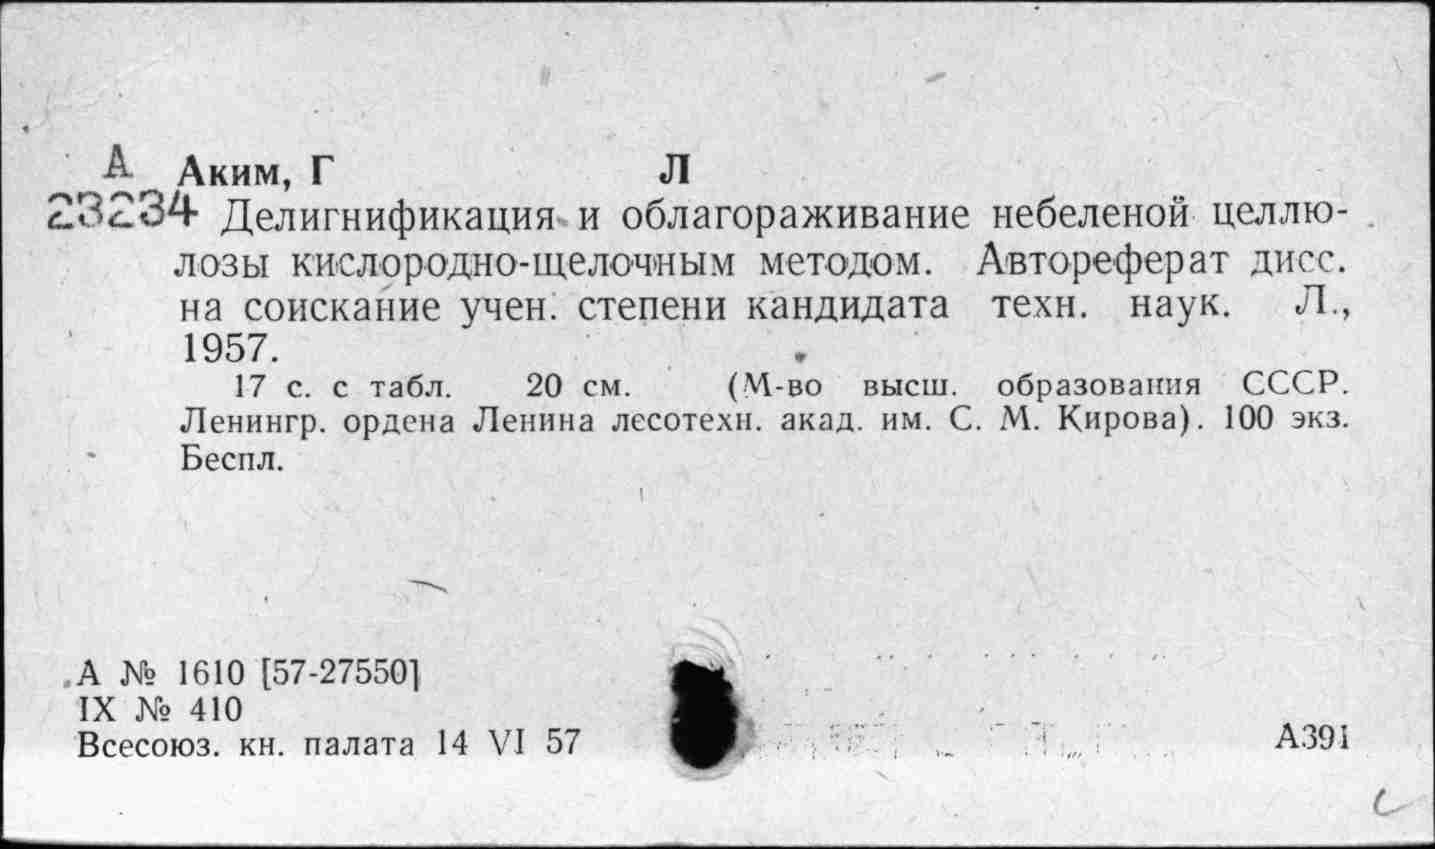 А Аким, Г Л
23234 Делигнификация и облагораживание небеленой целлю-
лозы кислородно-щелочным методом. Автореферат дисс.
на соискание учен. степени кандидата техн. наук. Л.,
1957.
17 с. с табл. 20 см. (М-во высш. образования СССР.
Ленингр. ордена Ленина лесотехн. акад. им. С. М. Кирова). 100 экз.
Беспл.
А № 1610 [57-27550]
IX № 410
Всесоюз. кн. палата 14 VI 57
А391